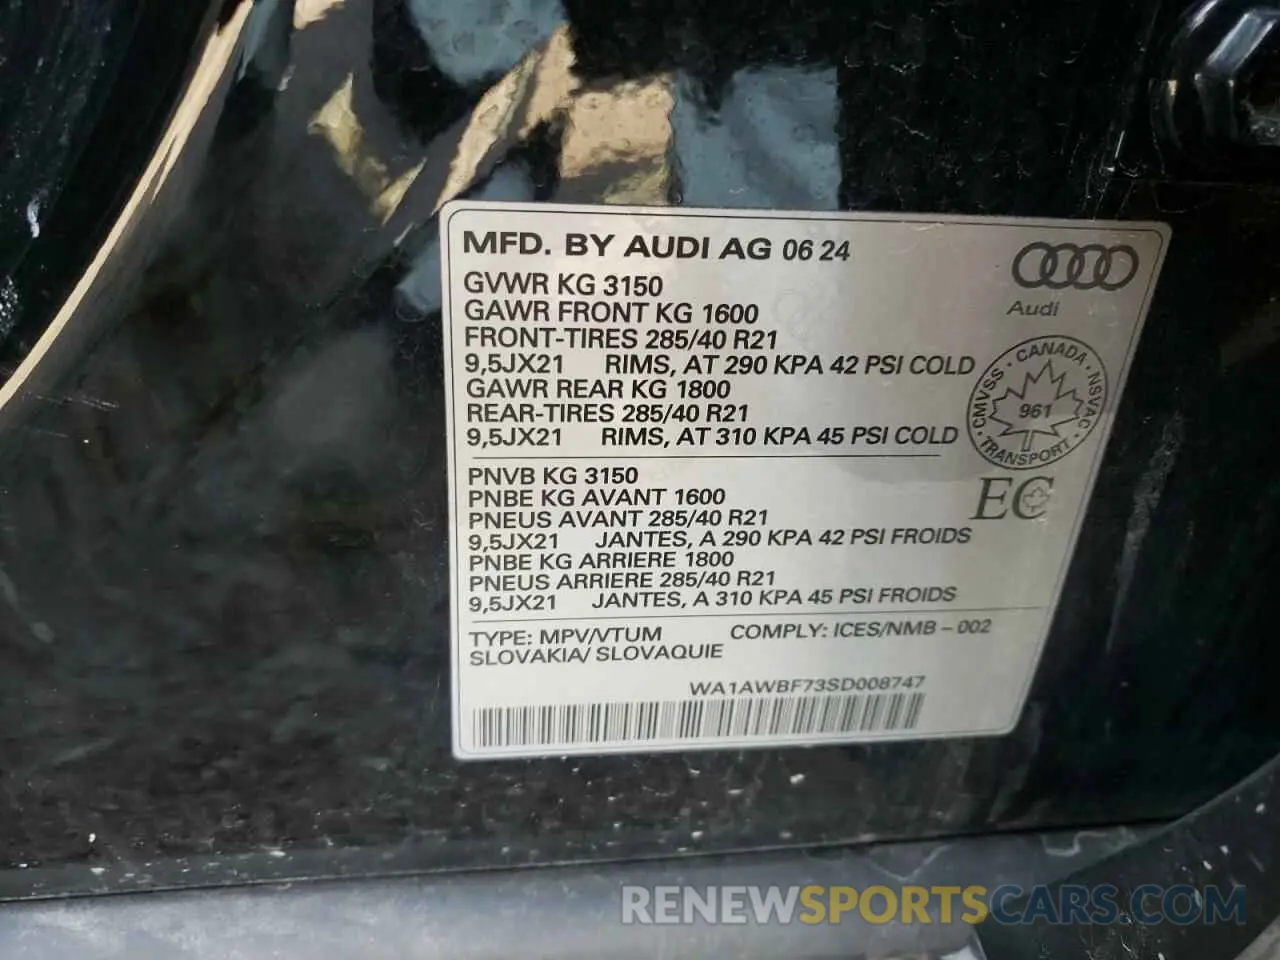 MFD. BY AUDI AG 06 24
GVWR KG 3150
GAWR FRONT KG 1600
FRONT-TIRES 285/40 R21
9,5JX21 RIMS, AT 290 KPA 42 PSI COLD
GAWR REAR KG 1800
REAR-TIRES 285/40 R21
9,5JX21 RIMS, AT 310 KPA 45 PSI COLD
Audi
CMVSS · CANADA · NSVAC · TRANSPORT ·
961
EC
PNVB KG 3150
PNBE KG AVANT 1600
PNEUS AVANT 285/40 R21
9,5JX21 JANTES, A 290 KPA 42 PSI FROIDS
PNBE KG ARRIERE 1800
PNEUS ARRIERE 285/40 R21
9,5JX21 JANTES, A 310 KPA 45 PSI FROIDS
TYPE: MPV/VTUM COMPLY: ICES/NMB – 002
SLOVAKIA/ SLOVAQUIE
WA1AWBF73SD008747
RENEWSPORTSCARS.COM